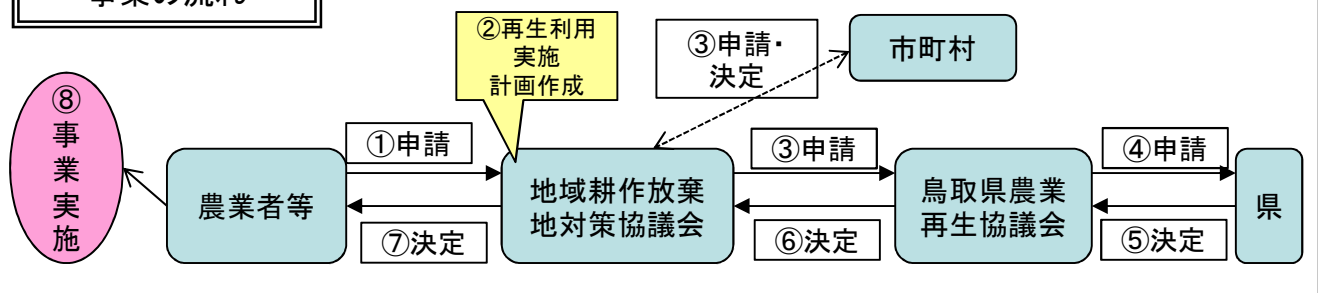 事業の流れ
②再生利用
実施
計画作成
③申請・
決定
市町村
⑧
事
業
実
施
①申請
③申請
④申請
農業者等
地域耕作放棄
地対策協議会
鳥取県農業
再生協議会
県
⑦決定
⑥決定
⑤決定